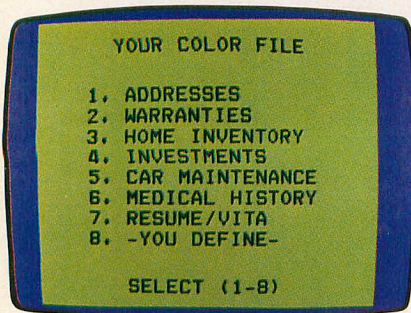 YOUR COLOR FILE
1. ADDRESSES
2. WARRANTIES
3. HOME INVENTORY
4. INVESTMENTS
5. CAR MAINTENANCE
6. MEDICAL HISTORY
7. RESUME/VITA
8. -YOU DEFINE-
SELECT (1-8)